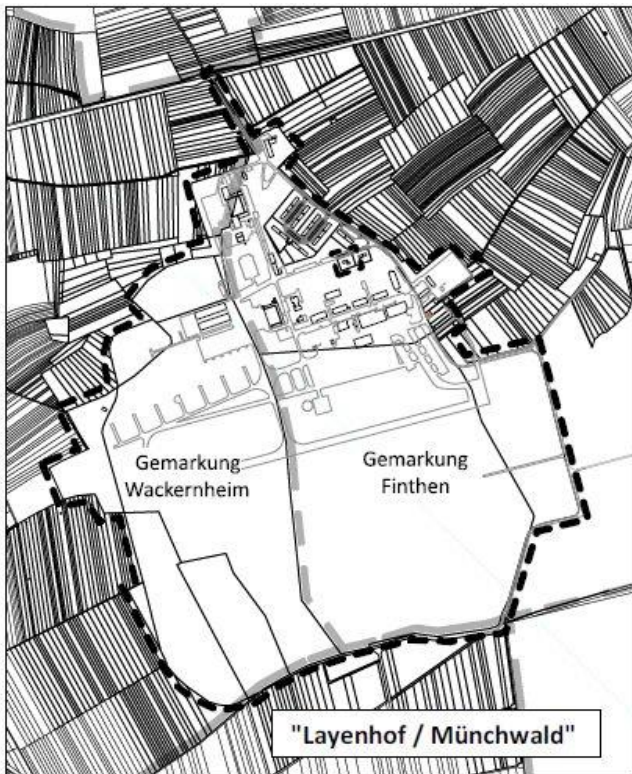 Gemarkung
Wackernheim
Gemarkung
Finthen
"Layenhof / Münchwald"